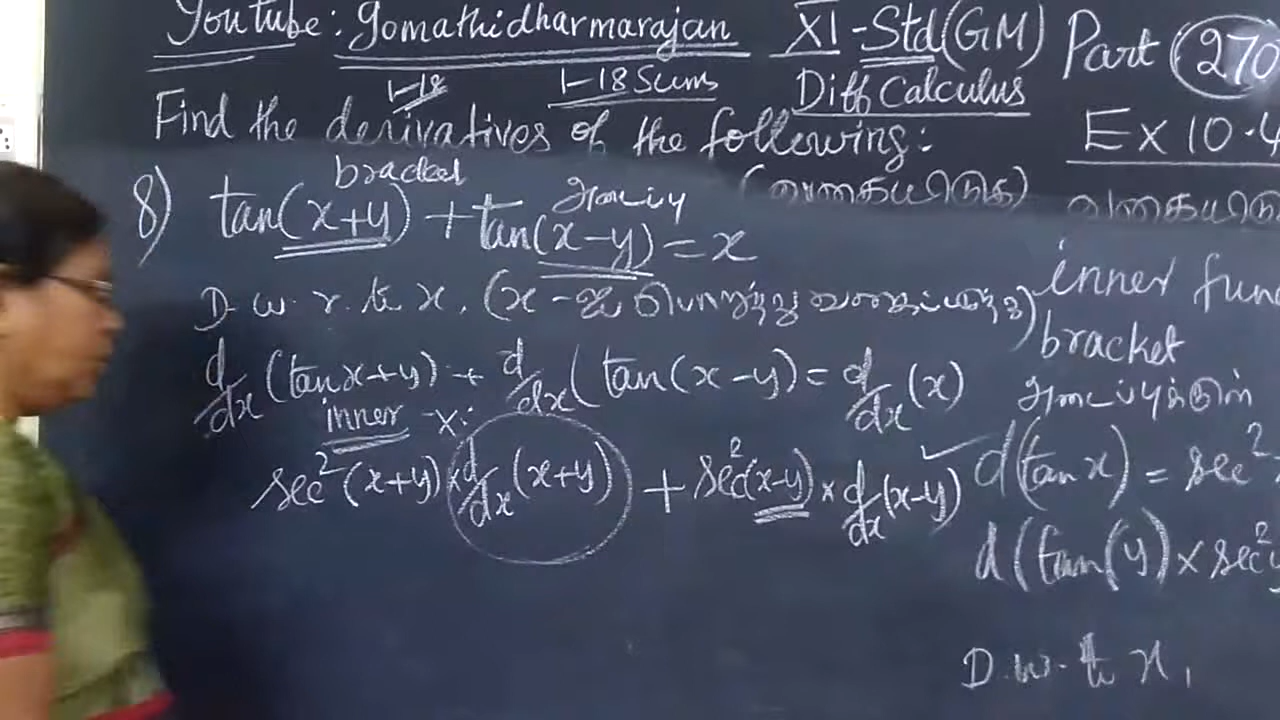 Youtube: gomathidharmarajan XI-Std(GM) Part 270
1-18 1-18 Sums Diff Calculus
Find the derivatives of the following: Ex 10.4
bracket அடைப்பு (வகையிடுக)
8) tan(x+y) + tan(x-y) = x
inner fun
D. w. r. to x, (x-ஐ பொறுத்து
bracket
d/dx (tan x+y) + d/dx ( tan(x-y) = d/dx (x)
inner x:
sec² (x+y) × d/dx (x+y) + sec² (x-y) × d/dx (x-y)
d(tan x) = sec²
d(tan(y) × sec² y
D. w. to x,